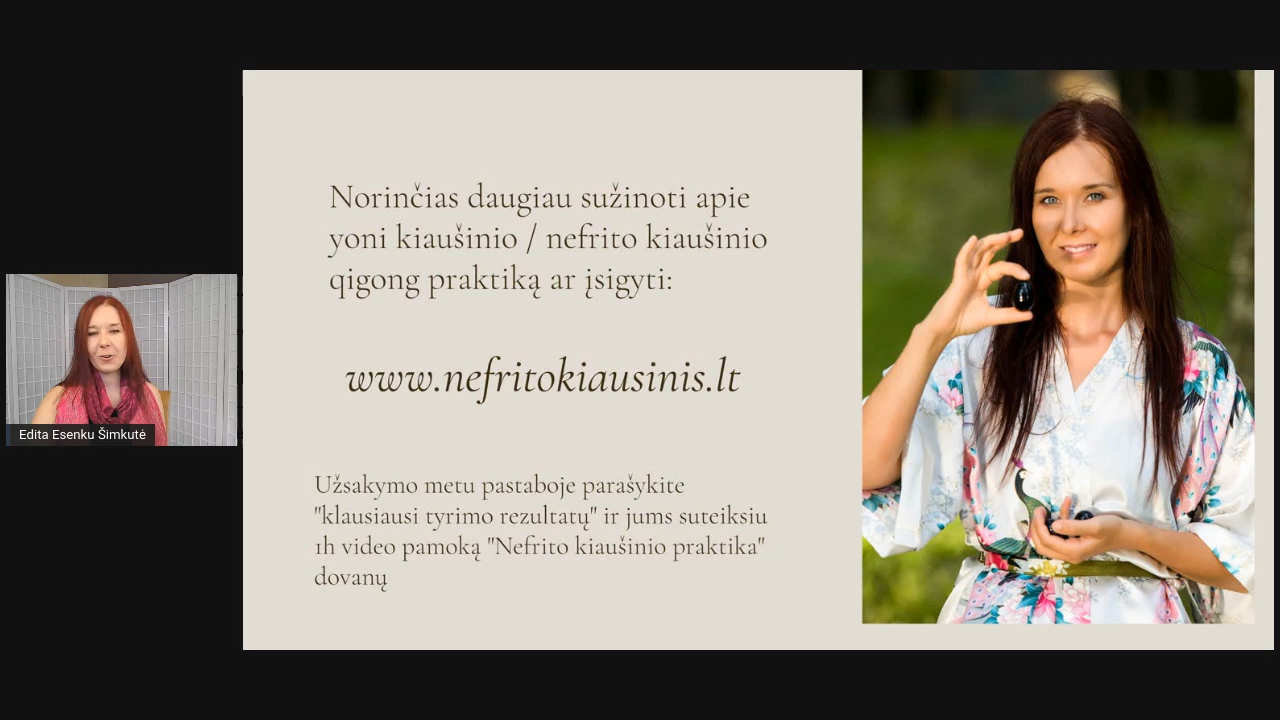 Norinčias daugiau sužinoti apie
yoni kiaušinio / nefrito kiaušinio
qigong praktiką ar įsigyti:
www.nefritokiausinis.lt
Užsakymo metu pastaboje parašykite
"klausiausi tyrimo rezultatų" ir jums suteiksiu
1h video pamoką "Nefrito kiaušinio praktika"
dovanų
Edita Esenku Šimkutė